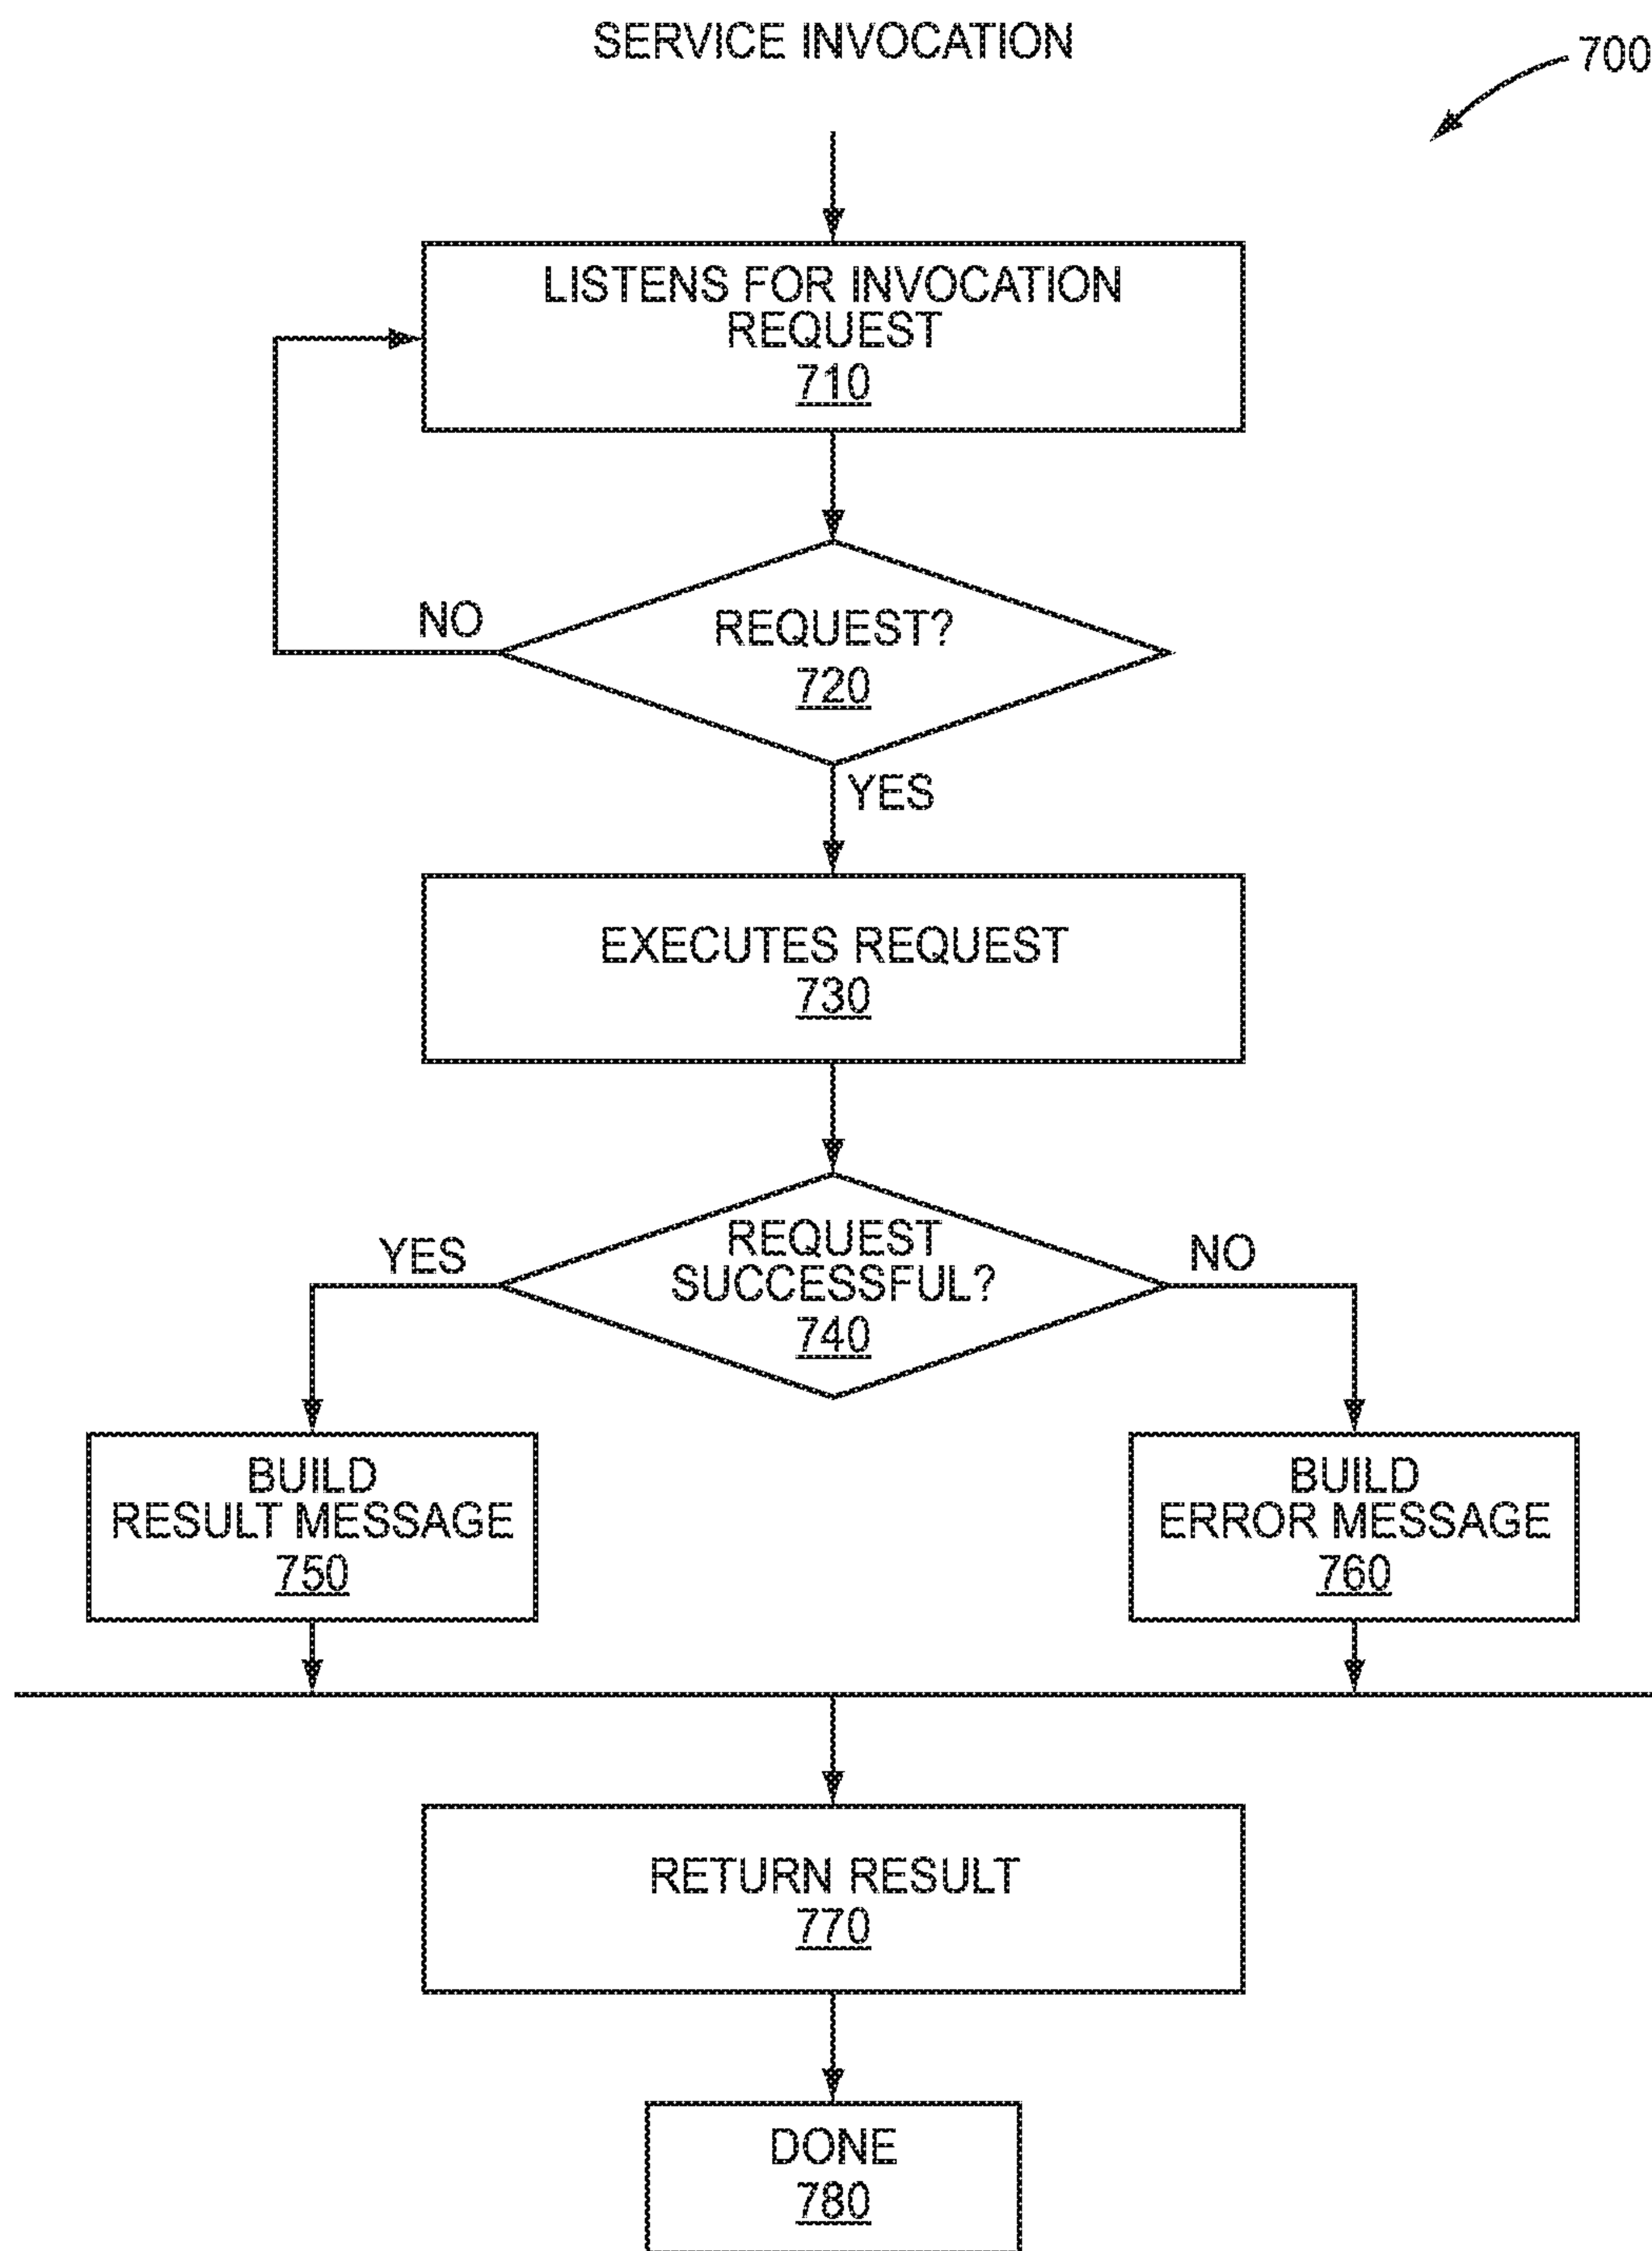 SERVICE INVOCATION
700
LISTENS FOR INVOCATION
REQUEST
710
NO
REQUEST?
720
YES
EXECUTES REQUEST
730
YES
REQUEST
SUCCESSFUL?
740
NO
BUILD
RESULT MESSAGE
750
BUILD
ERROR MESSAGE
760
RETURN RESULT
770
DONE
780